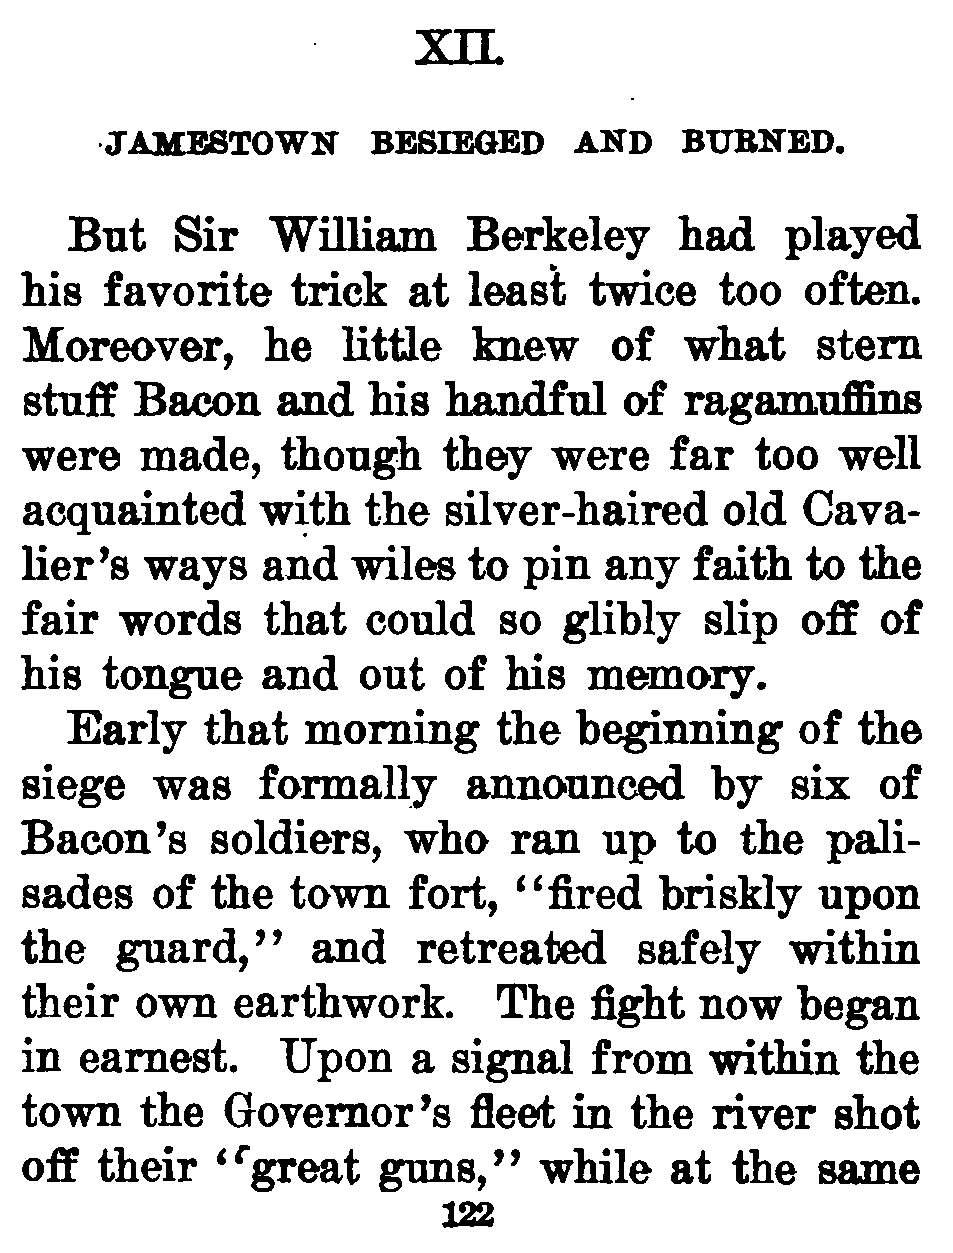 XII.
JAMESTOWN BESIEGED AND BURNED.
But Sir William Berkeley had played
his favorite trick at least twice too often.
Moreover, he little knew of what stern
stuff Bacon and his handful of ragamuffins
were made, though they were far too well
acquainted with the silver-haired old Cava-
lier's ways and wiles to pin any faith to the
fair words that could so glibly slip off of
his tongue and out of his memory.
Early that morning the beginning of the
siege was formally announced by six of
Bacon's soldiers, who ran up to the pali-
sades of the town fort, "fired briskly upon
the guard," and retreated safely within
their own earthwork. The fight now began
in earnest. Upon a signal from within the
town the Governor's fleet in the river shot
off their "great guns," while at the same
122